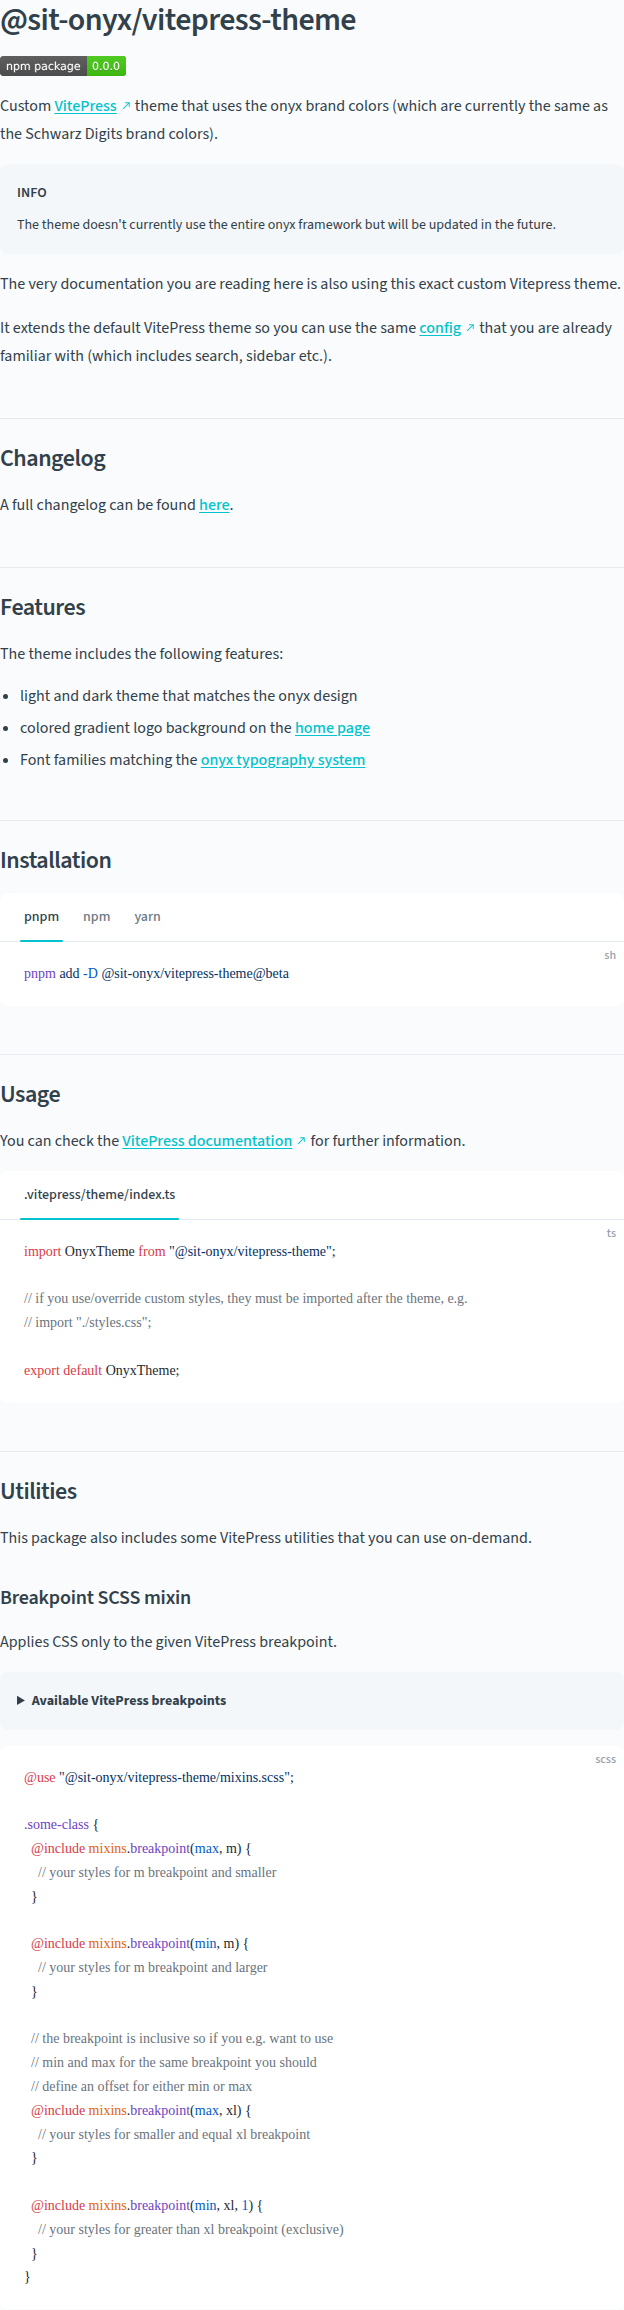 @sit-onyx/vitepress-theme
npm package 0.0.0
Custom VitePress ↗ theme that uses the onyx brand colors (which are currently the same as
the Schwarz Digits brand colors).
INFO
The theme doesn't currently use the entire onyx framework but will be updated in the future.
The very documentation you are reading here is also using this exact custom Vitepress theme.
It extends the default VitePress theme so you can use the same config ↗ that you are already
familiar with (which includes search, sidebar etc.).
Changelog
A full changelog can be found here.
Features
The theme includes the following features:
• light and dark theme that matches the onyx design
• colored gradient logo background on the home page
• Font families matching the onyx typography system
Installation
pnpm npm yarn
sh
pnpm add -D @sit-onyx/vitepress-theme@beta
Usage
You can check the VitePress documentation ↗ for further information.
.vitepress/theme/index.ts
ts
import OnyxTheme from "@sit-onyx/vitepress-theme";
// if you use/override custom styles, they must be imported after the theme, e.g.
// import "./styles.css";
export default OnyxTheme;
Utilities
This package also includes some VitePress utilities that you can use on-demand.
Breakpoint SCSS mixin
Applies CSS only to the given VitePress breakpoint.
▶ Available VitePress breakpoints
scss
@use "@sit-onyx/vitepress-theme/mixins.scss";
.some-class {
@include mixins.breakpoint(max, m) {
// your styles for m breakpoint and smaller
}
@include mixins.breakpoint(min, m) {
// your styles for m breakpoint and larger
}
// the breakpoint is inclusive so if you e.g. want to use
// min and max for the same breakpoint you should
// define an offset for either min or max
@include mixins.breakpoint(max, xl) {
// your styles for smaller and equal xl breakpoint
}
@include mixins.breakpoint(min, xl, 1) {
// your styles for greater than xl breakpoint (exclusive)
}
}